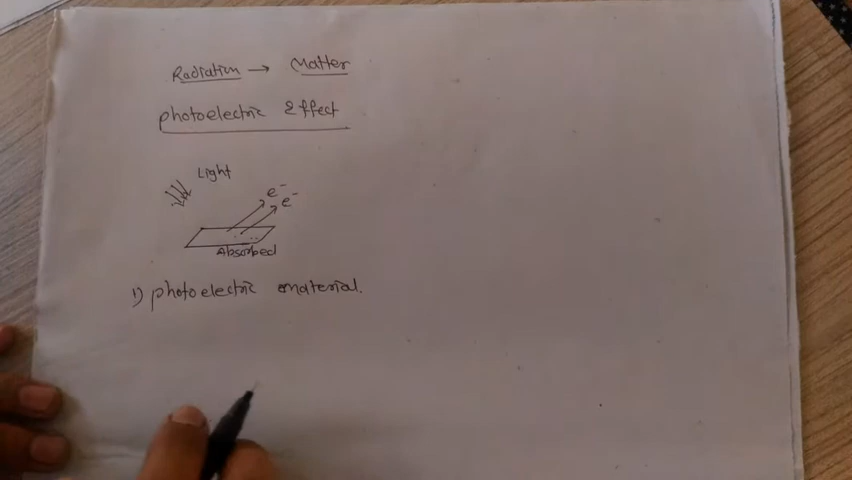 Radiation → Matter
photoelectric Effect
Light
e⁻
e⁻
Absorbed
1) photoelectric material.